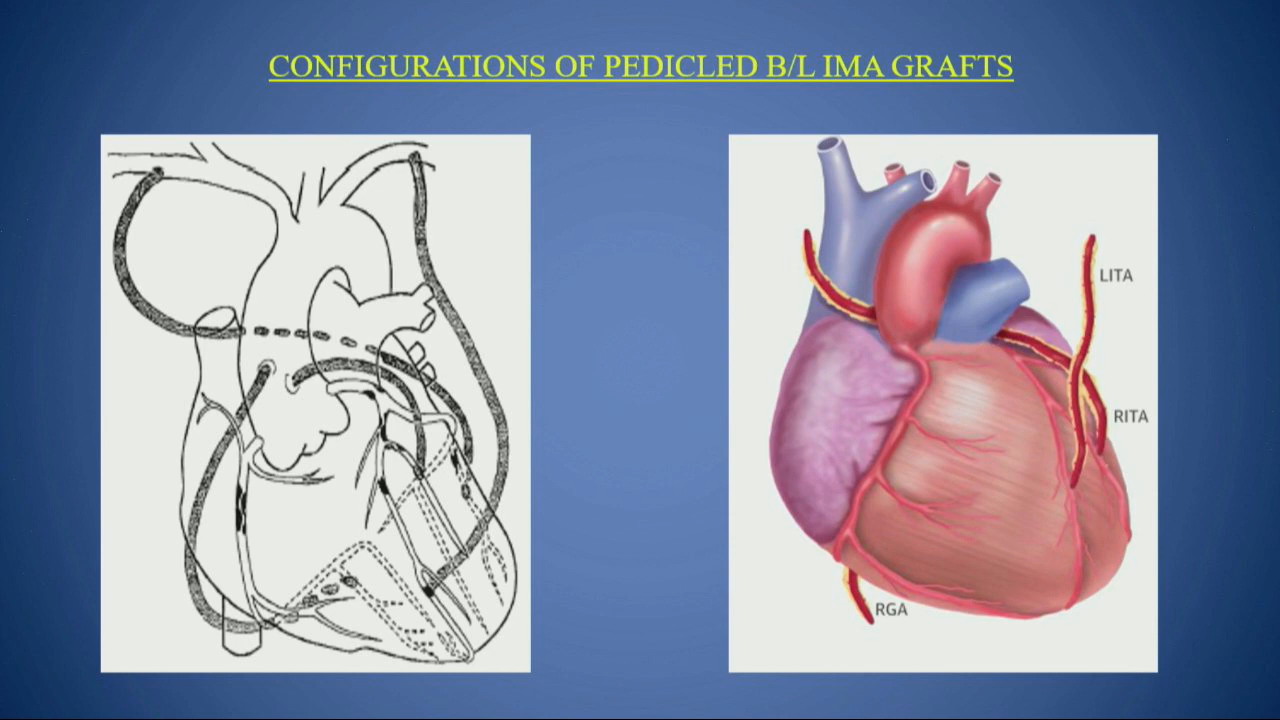 CONFIGURATIONS OF PEDICLED B/L IMA GRAFTS
LITA
RITA
RGA